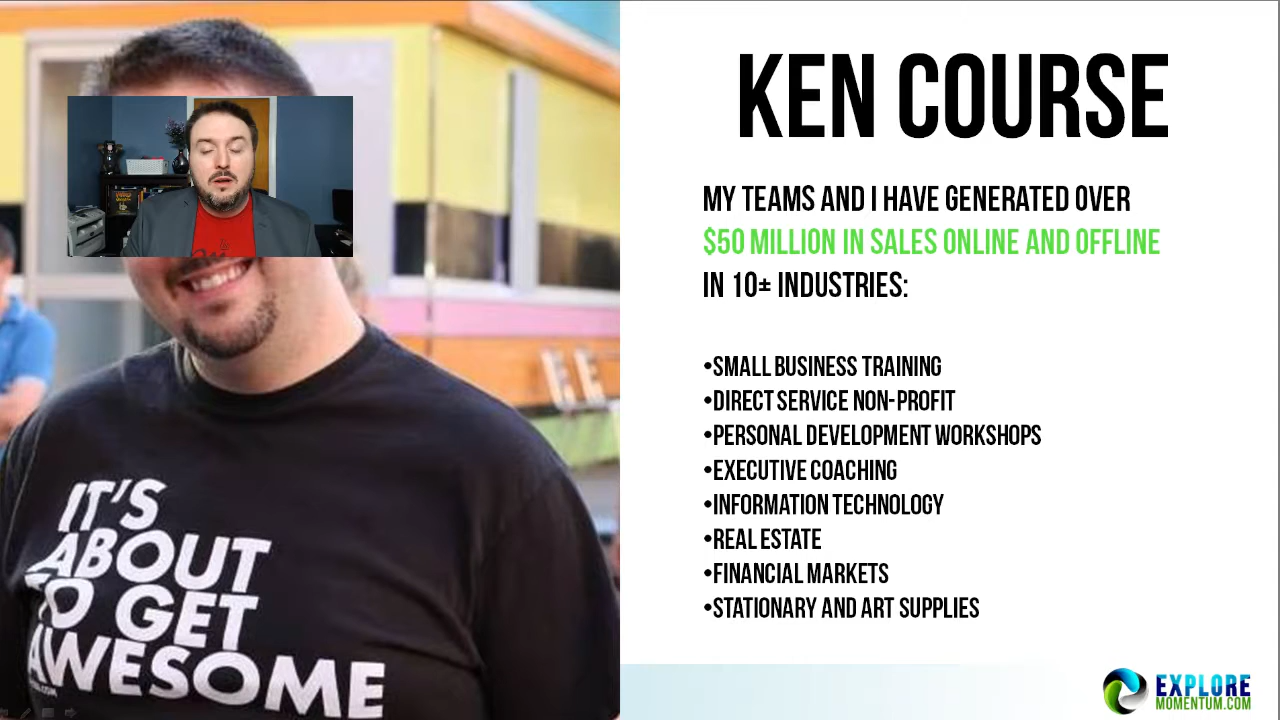 KEN COURSE
MY TEAMS AND I HAVE GENERATED OVER
$50 MILLION IN SALES ONLINE AND OFFLINE
IN 10± INDUSTRIES:
•SMALL BUSINESS TRAINING
•DIRECT SERVICE NON-PROFIT
•PERSONAL DEVELOPMENT WORKSHOPS
•EXECUTIVE COACHING
•INFORMATION TECHNOLOGY
•REAL ESTATE
•FINANCIAL MARKETS
•STATIONARY AND ART SUPPLIES
IT'S
ABOUT
TO GET
AWESOME
EXPLORE
MOMENTUM.COM